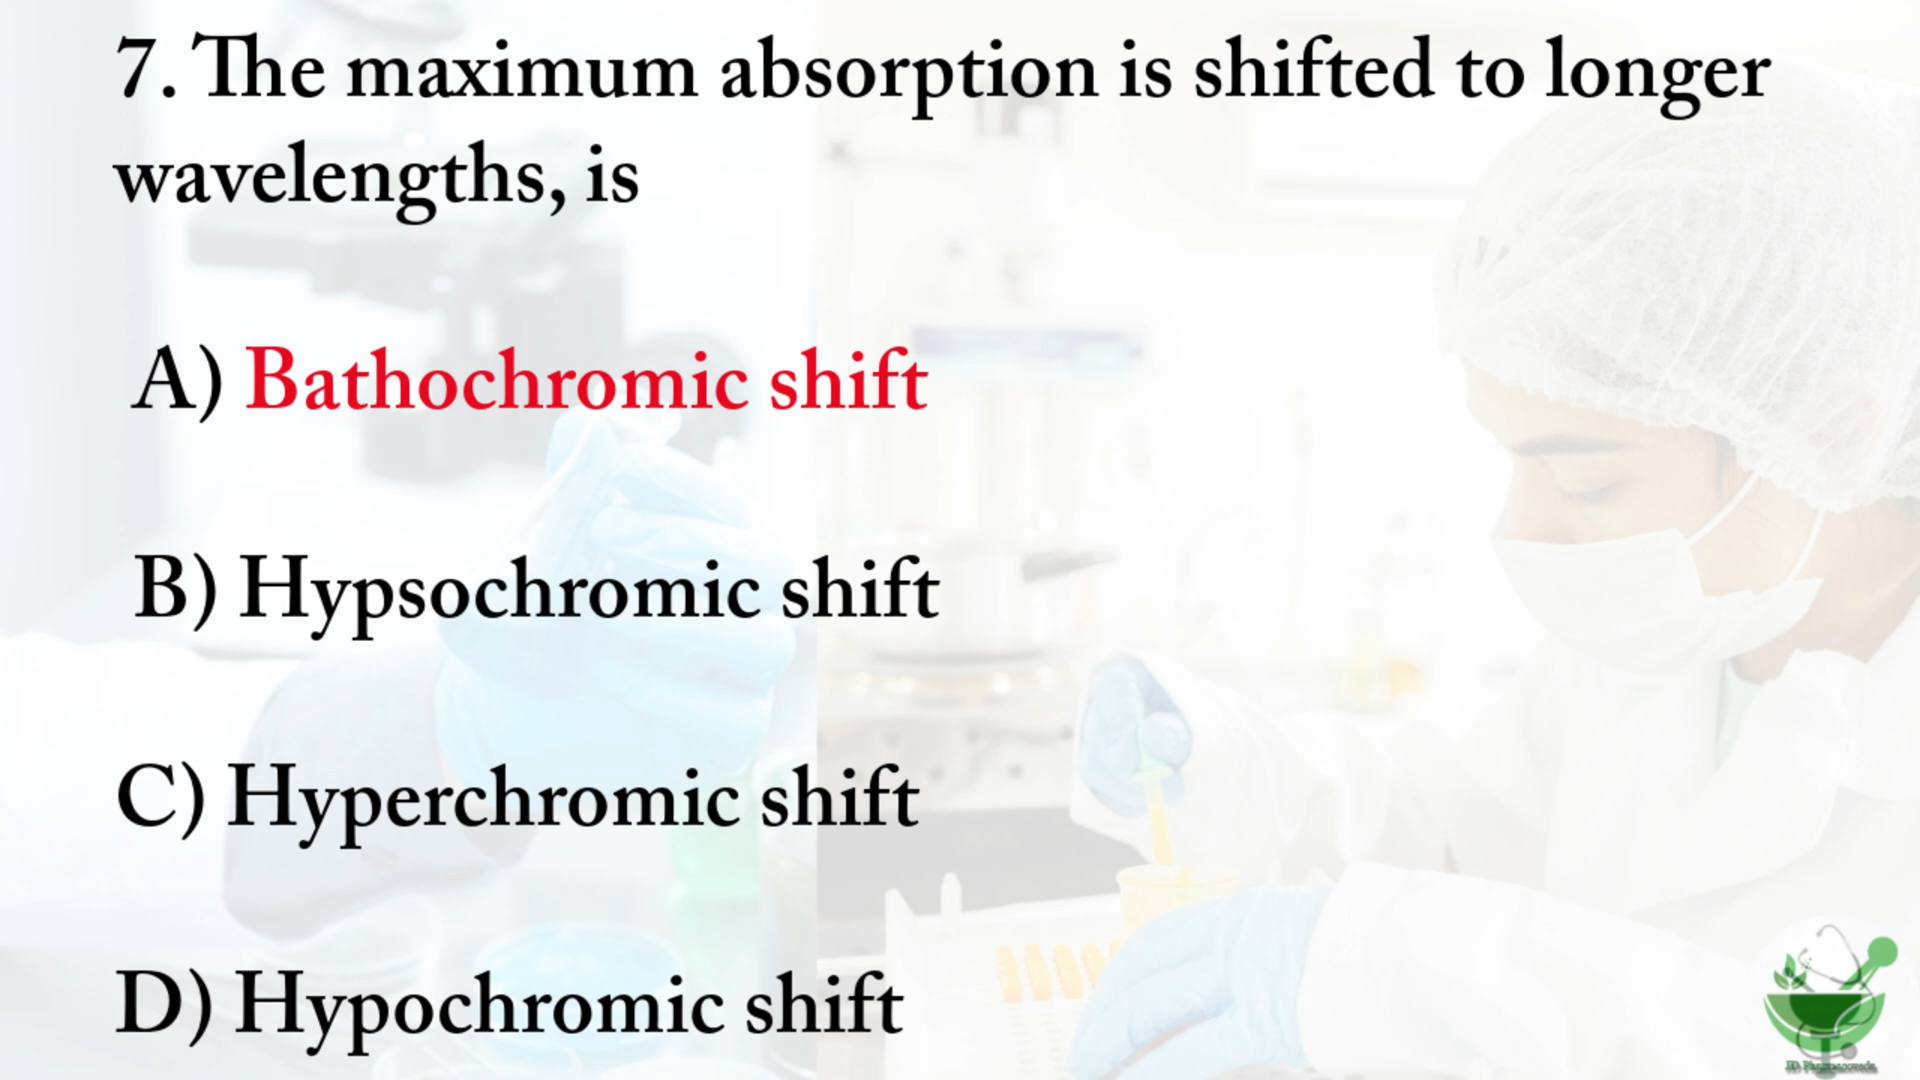 7. The maximum absorption is shifted to longer
wavelengths, is
A) Bathochromic shift
B) Hypsochromic shift
C) Hyperchromic shift
D) Hypochromic shift